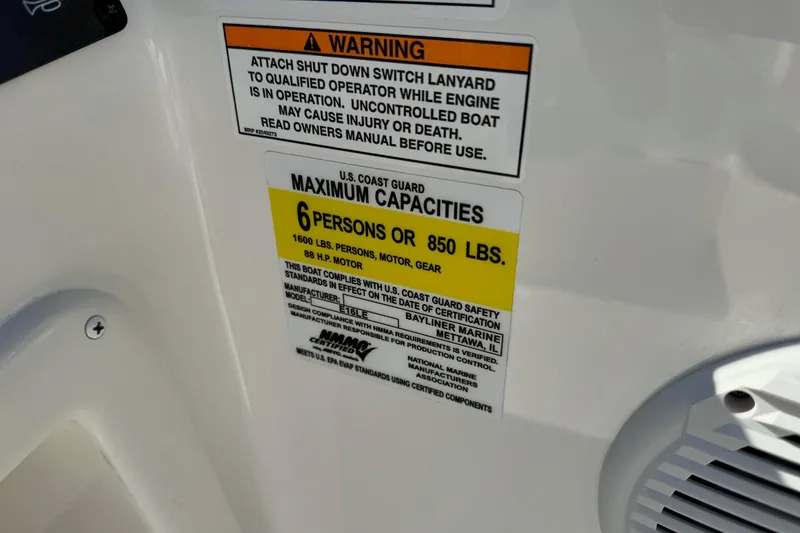 WARNING
ATTACH SHUT DOWN SWITCH LANYARD
TO QUALIFIED OPERATOR WHILE ENGINE
IS IN OPERATION. UNCONTROLLED BOAT
MAY CAUSE INJURY OR DEATH.
READ OWNERS MANUAL BEFORE USE.
MRP #2049273
U.S. COAST GUARD
MAXIMUM CAPACITIES
6 PERSONS OR 850 LBS.
1600 LBS. PERSONS, MOTOR, GEAR
88 H.P. MOTOR
THIS BOAT COMPLIES WITH U.S. COAST GUARD SAFETY
STANDARDS IN EFFECT ON THE DATE OF CERTIFICATION
MANUFACTURER: BAYLINER MARINE
MODEL: E16LE METTAWA, IL
DESIGN COMPLIANCE WITH NMMA REQUIREMENTS IS VERIFIED.
MANUFACTURER RESPONSIBLE FOR PRODUCTION CONTROL.
NMMA
CERTIFIED
NATIONAL MARINE
MANUFACTURERS
ASSOCIATION
MEETS U.S. EPA EVAP STANDARDS USING CERTIFIED COMPONENTS